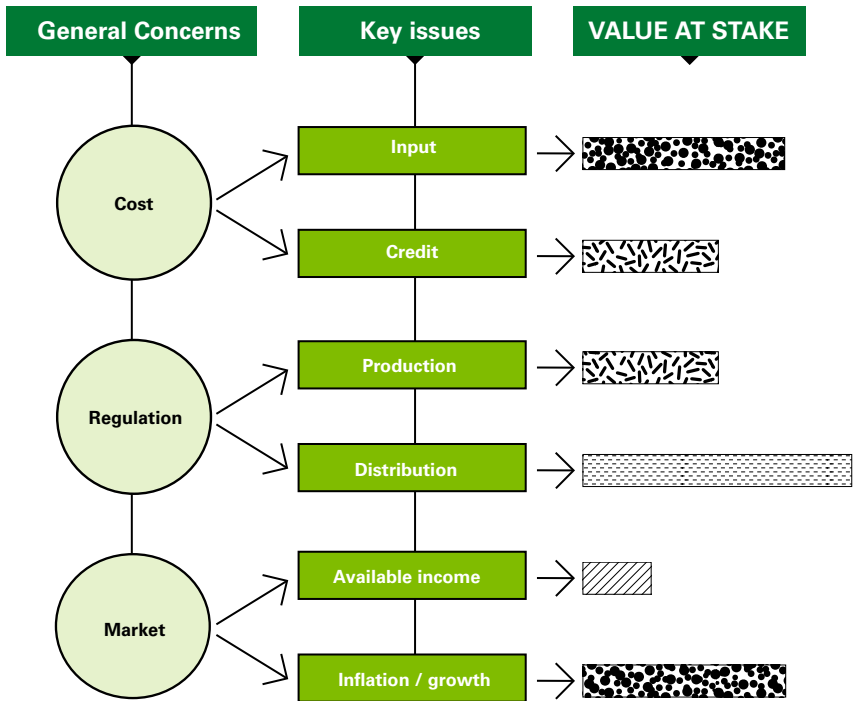 General Concerns
Key issues
VALUE AT STAKE
Cost
Input
Credit
Regulation
Production
Distribution
Market
Available income
Inflation / growth